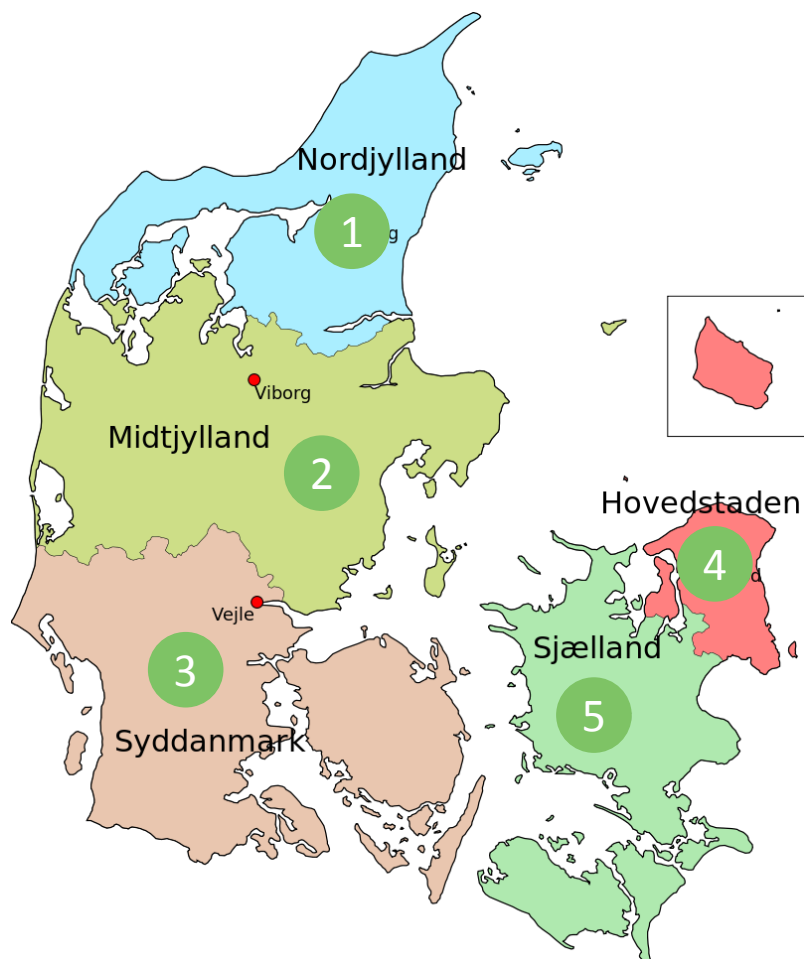 Nordjylland
1
g
Viborg
Midtjylland
2
Hovedstaden
4
d
Vejle
Sjælland
3
5
Syddanmark